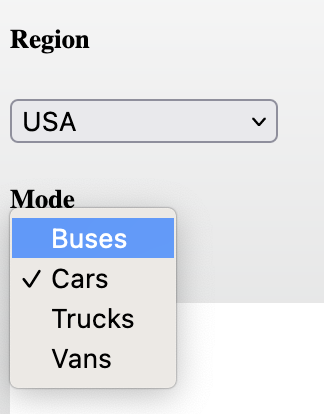 Region
USA
Mode
Buses
✓ Cars
Trucks
Vans